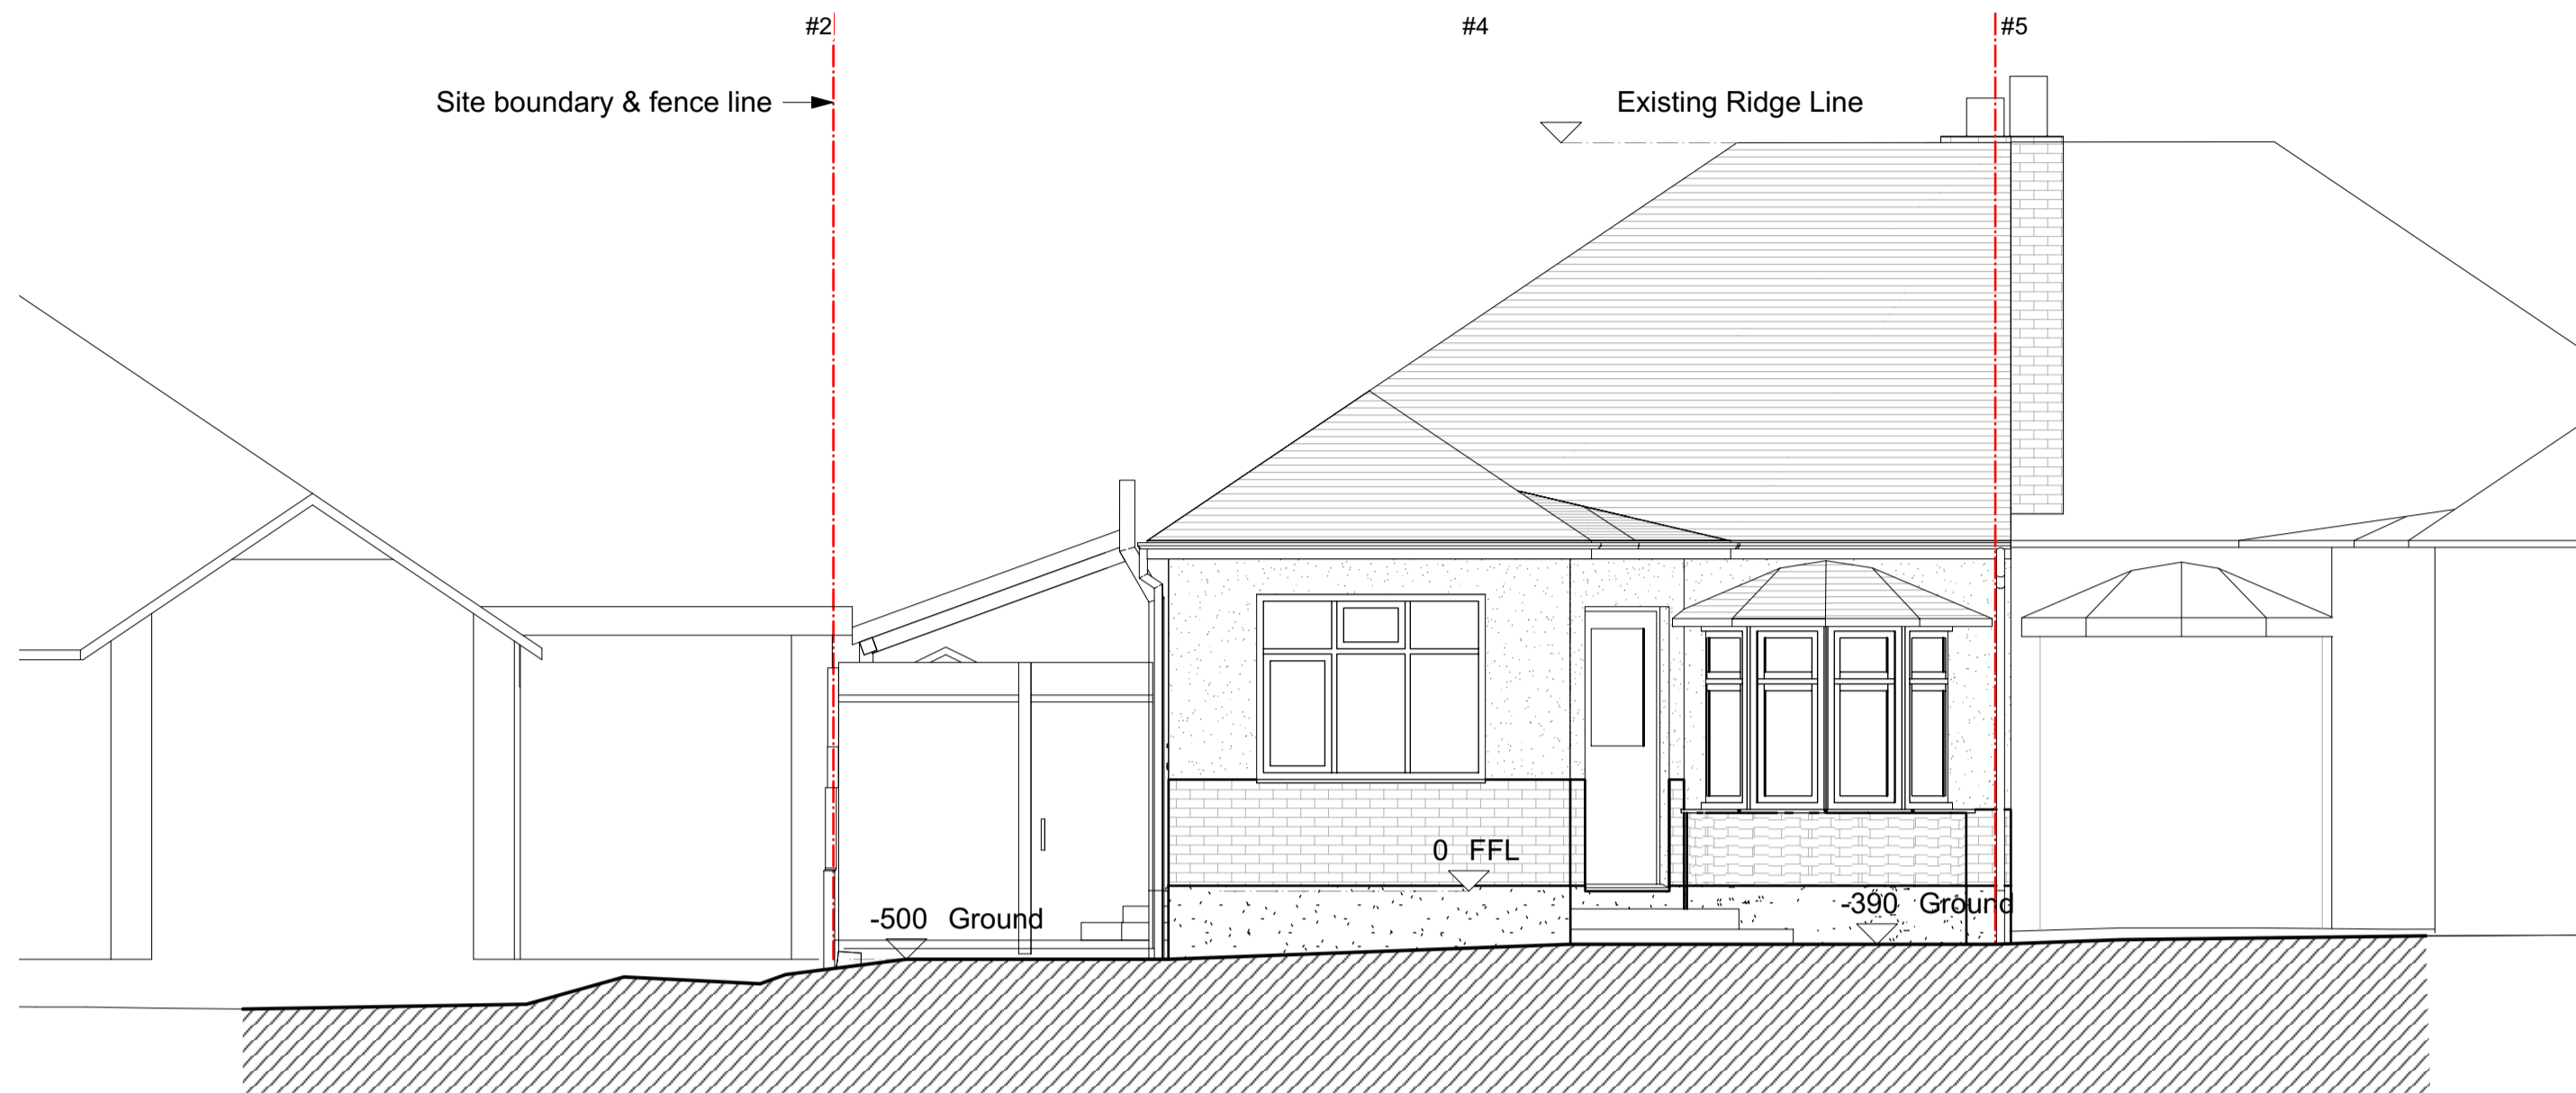 #2
#4
#5
Site boundary & fence line
Existing Ridge Line
0 FFL
-500 Ground
-390 Ground